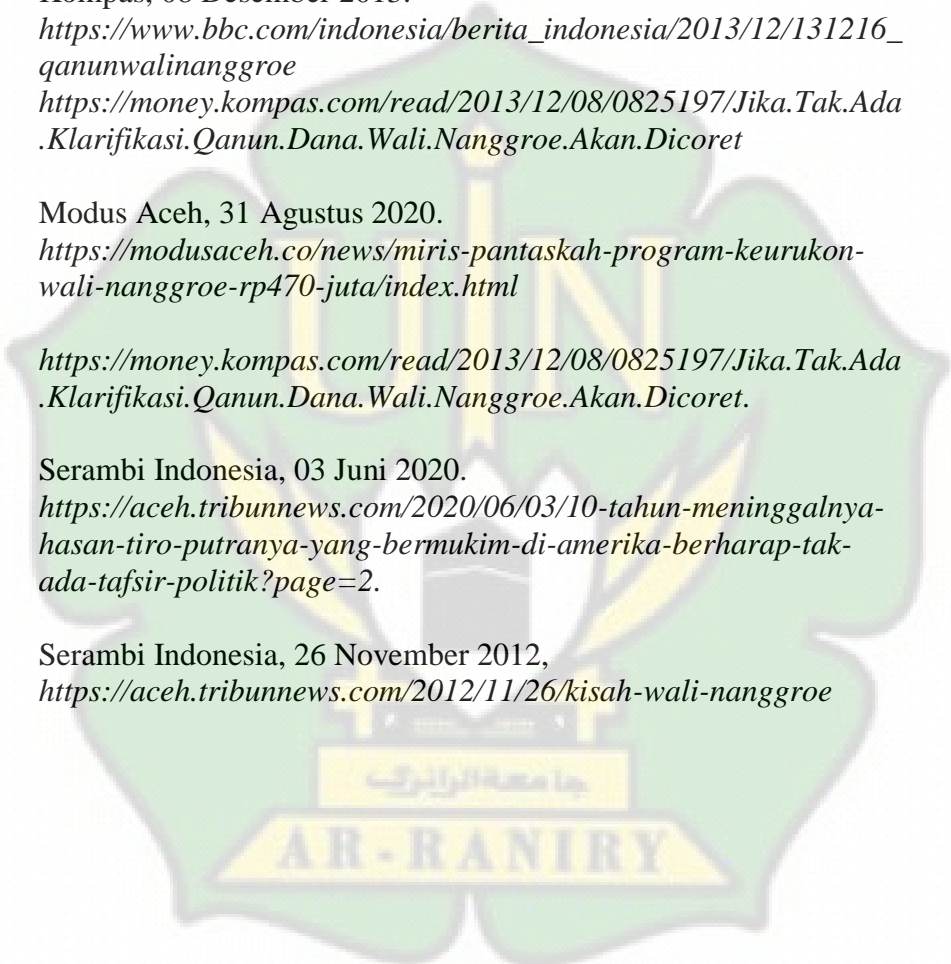 Kompas, 08 Desember 2013.
https://www.bbc.com/indonesia/berita_indonesia/2013/12/131216_
qanunwalinanggroe
https://money.kompas.com/read/2013/12/08/0825197/Jika.Tak.Ada
.Klarifikasi.Qanun.Dana.Wali.Nanggroe.Akan.Dicoret
Modus Aceh, 31 Agustus 2020.
https://modusaceh.co/news/miris-pantaskah-program-keurukon-
wali-nanggroe-rp470-juta/index.html
https://money.kompas.com/read/2013/12/08/0825197/Jika.Tak.Ada
.Klarifikasi.Qanun.Dana.Wali.Nanggroe.Akan.Dicoret.
Serambi Indonesia, 03 Juni 2020.
https://aceh.tribunnews.com/2020/06/03/10-tahun-meninggalnya-
hasan-tiro-putranya-yang-bermukim-di-amerika-berharap-tak-
ada-tafsir-politik?page=2.
Serambi Indonesia, 26 November 2012,
https://aceh.tribunnews.com/2012/11/26/kisah-wali-nanggroe
UIN
جامعة الرانري
AR-RANIRY